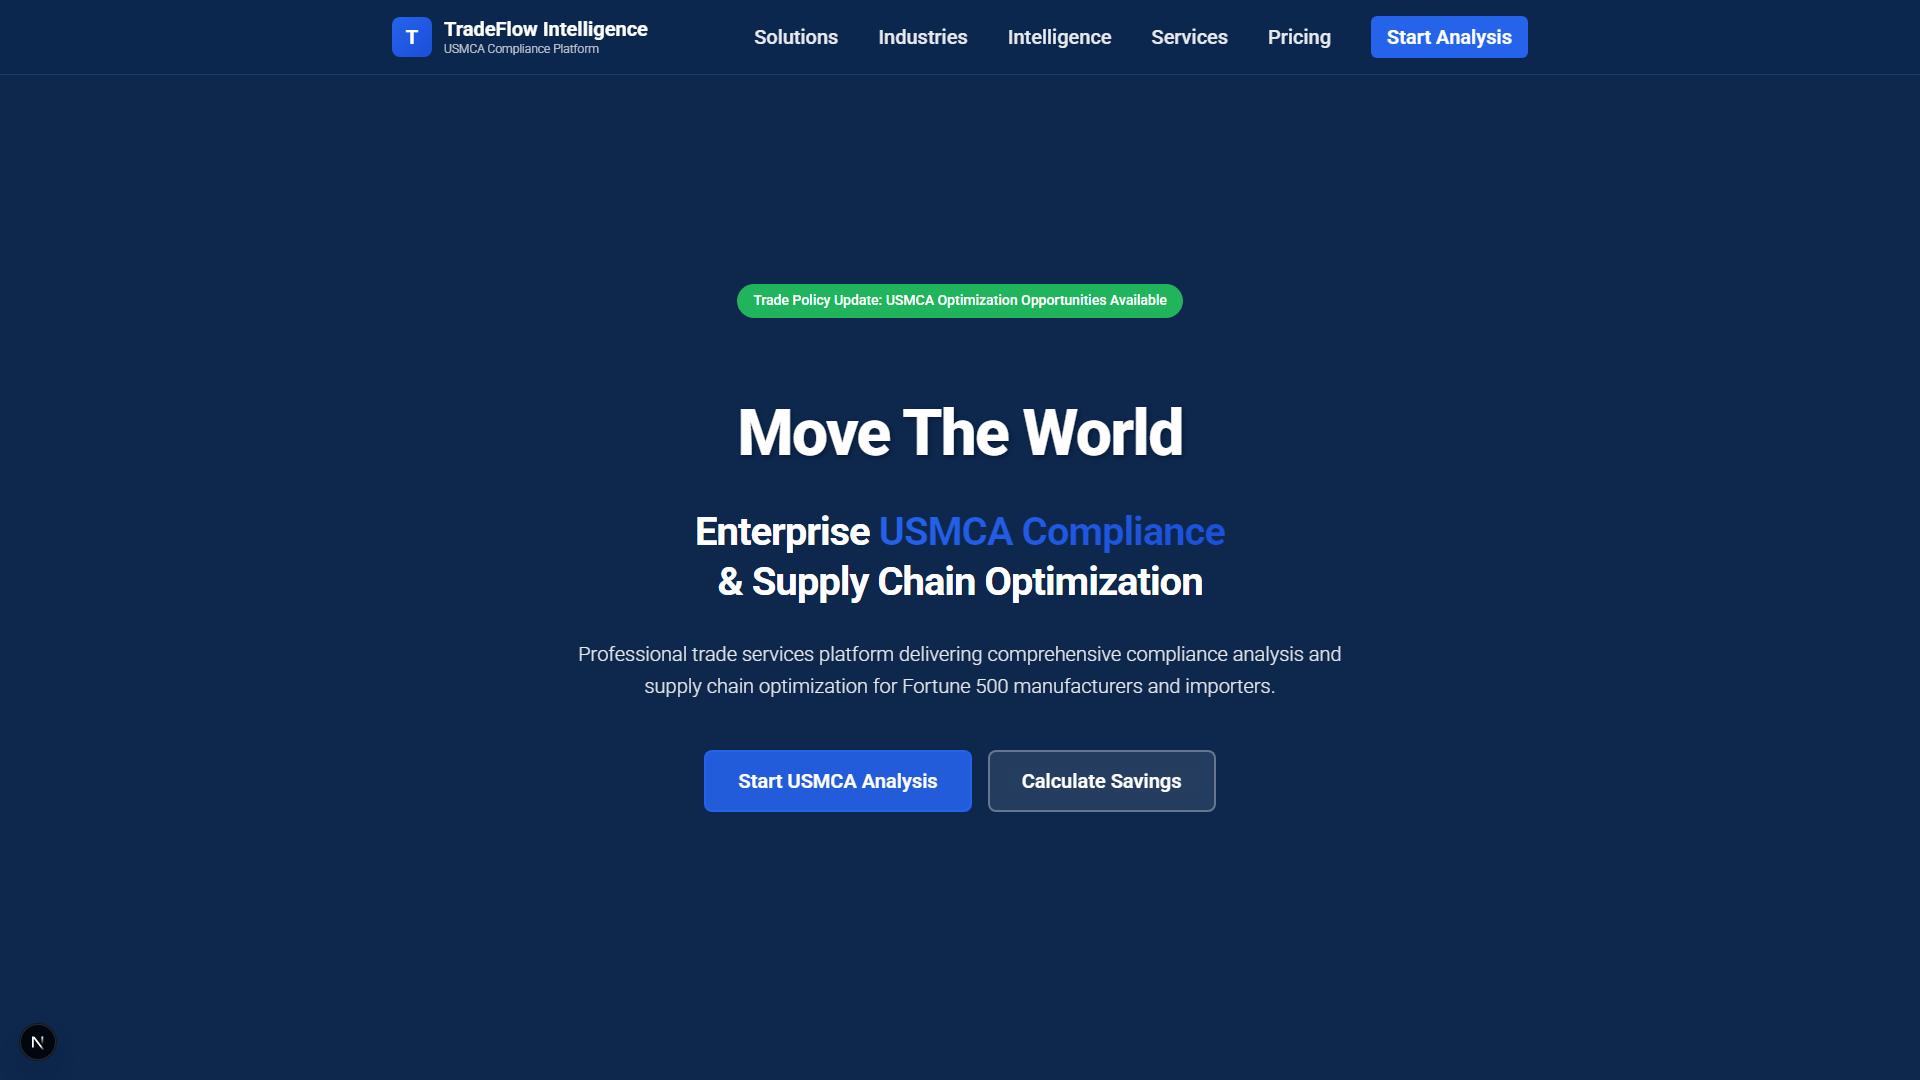 T
TradeFlow Intelligence
USMCA Compliance Platform
Solutions
Industries
Intelligence
Services
Pricing
Start Analysis
Trade Policy Update: USMCA Optimization Opportunities Available
Move The World
Enterprise USMCA Compliance
& Supply Chain Optimization
Professional trade services platform delivering comprehensive compliance analysis and
supply chain optimization for Fortune 500 manufacturers and importers.
Start USMCA Analysis
Calculate Savings
N